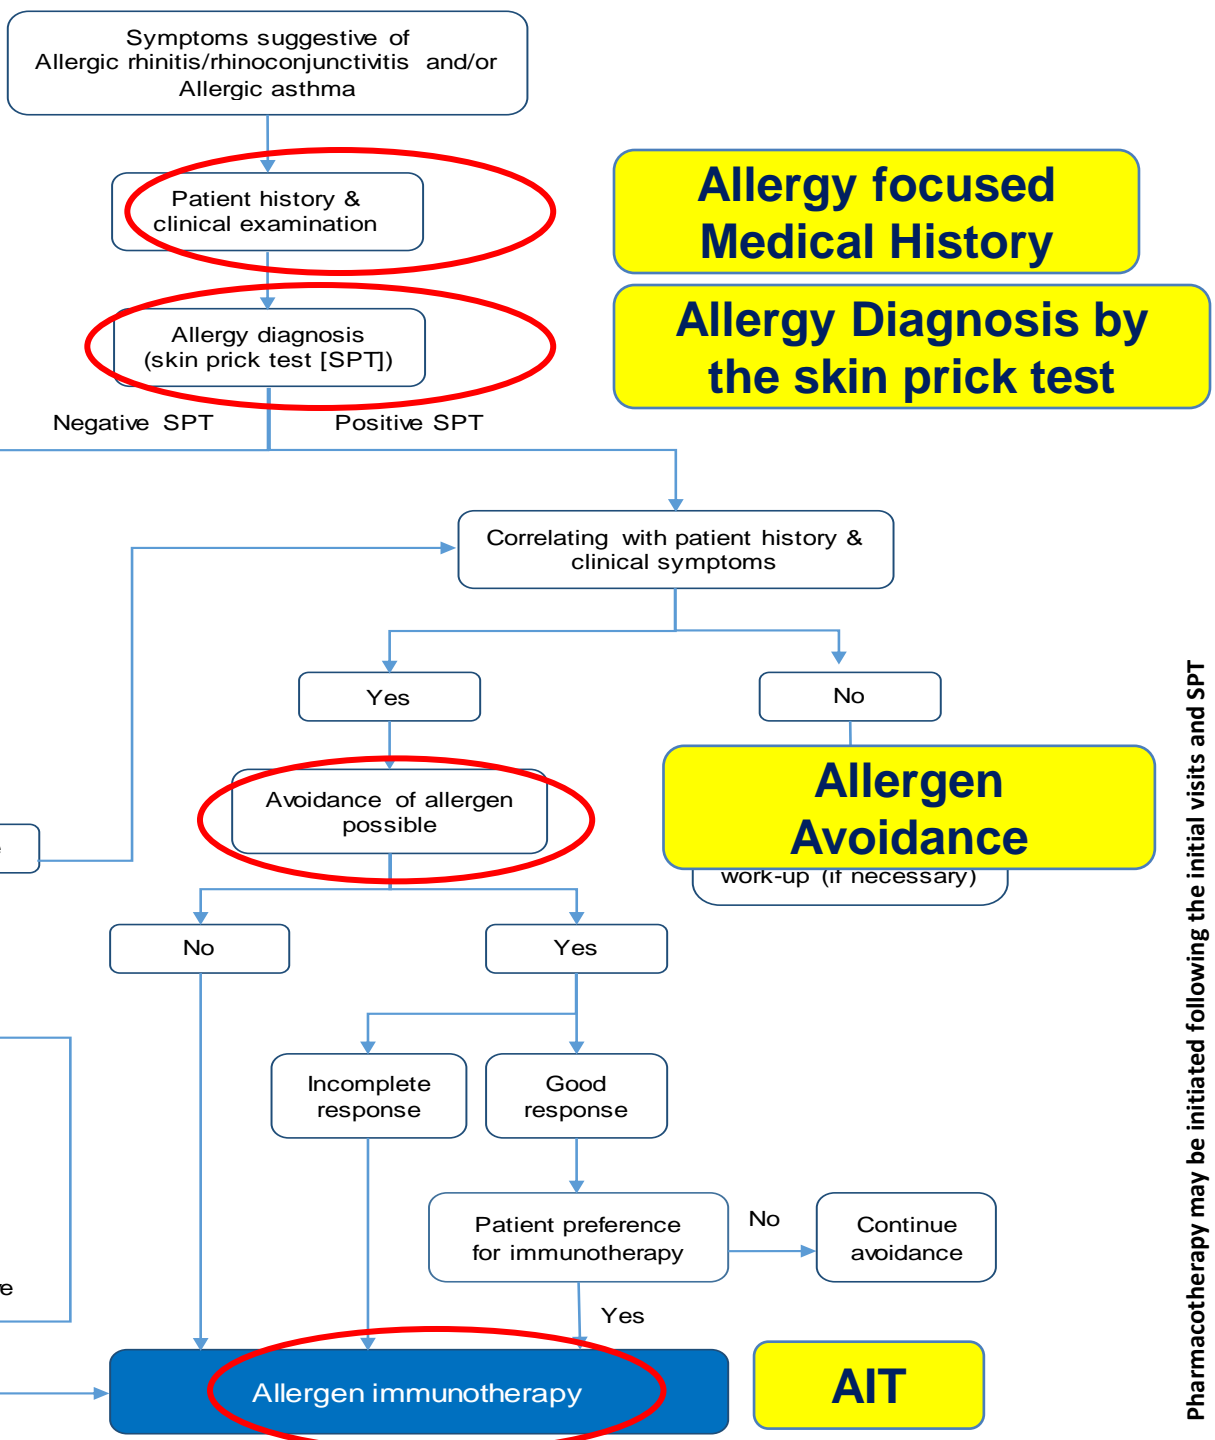 Symptoms suggestive of
Allergic rhinitis/rhinoconjunctivitis and/or
Allergic asthma
Patient history &
clinical examination
Allergy focused
Medical History
Allergy diagnosis
(skin prick test [SPT])
Allergy Diagnosis by
the skin prick test
Negative SPT
Positive SPT
Correlating with patient history &
clinical symptoms
Yes
No
Avoidance of allergen
possible
Allergen
Avoidance
work-up (if necessary)
No
Yes
Incomplete
response
Good
response
Patient preference
for immunotherapy
No
Continue
avoidance
Yes
Allergen immunotherapy
AIT
Pharmacotherapy may be initiated following the initial visits and SPT